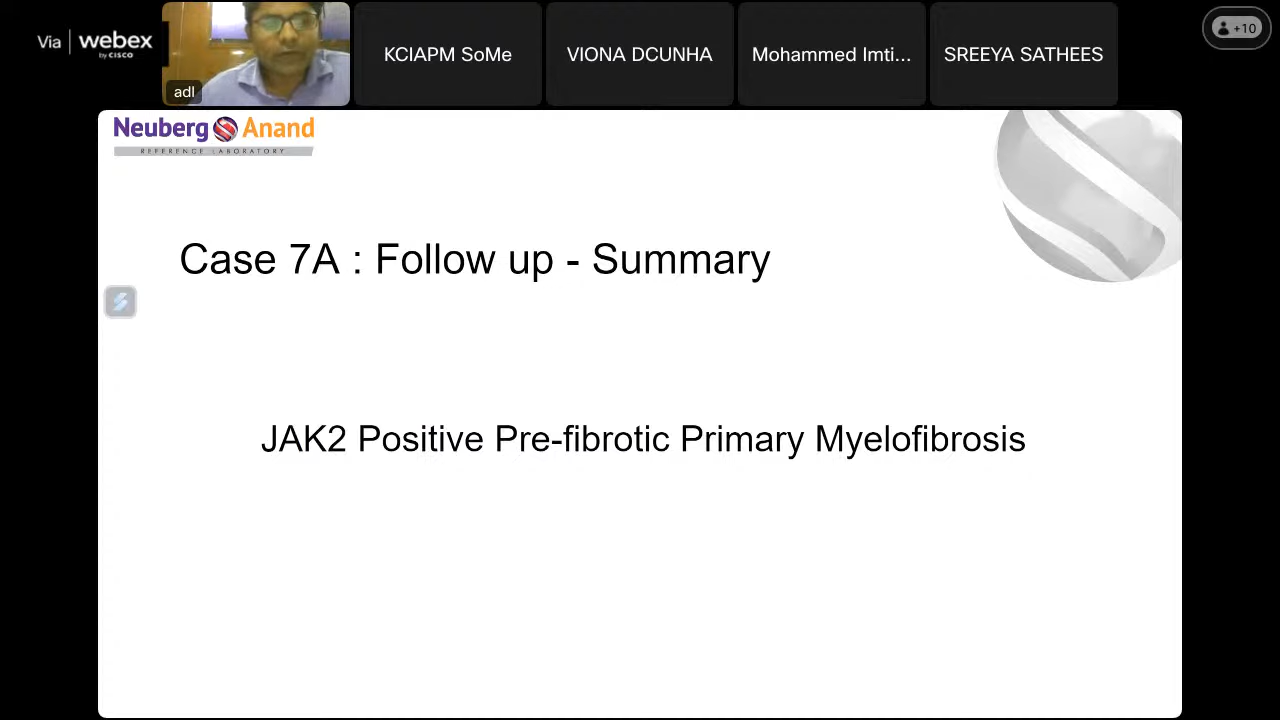 Via webex
by CISCO
adl
KCIAPM SoMe
VIONA DCUNHA
Mohammed Imti...
SREEYA SATHEES
+10
Neuberg Anand
REFERENCE LABORATORY
Case 7A : Follow up - Summary
JAK2 Positive Pre-fibrotic Primary Myelofibrosis